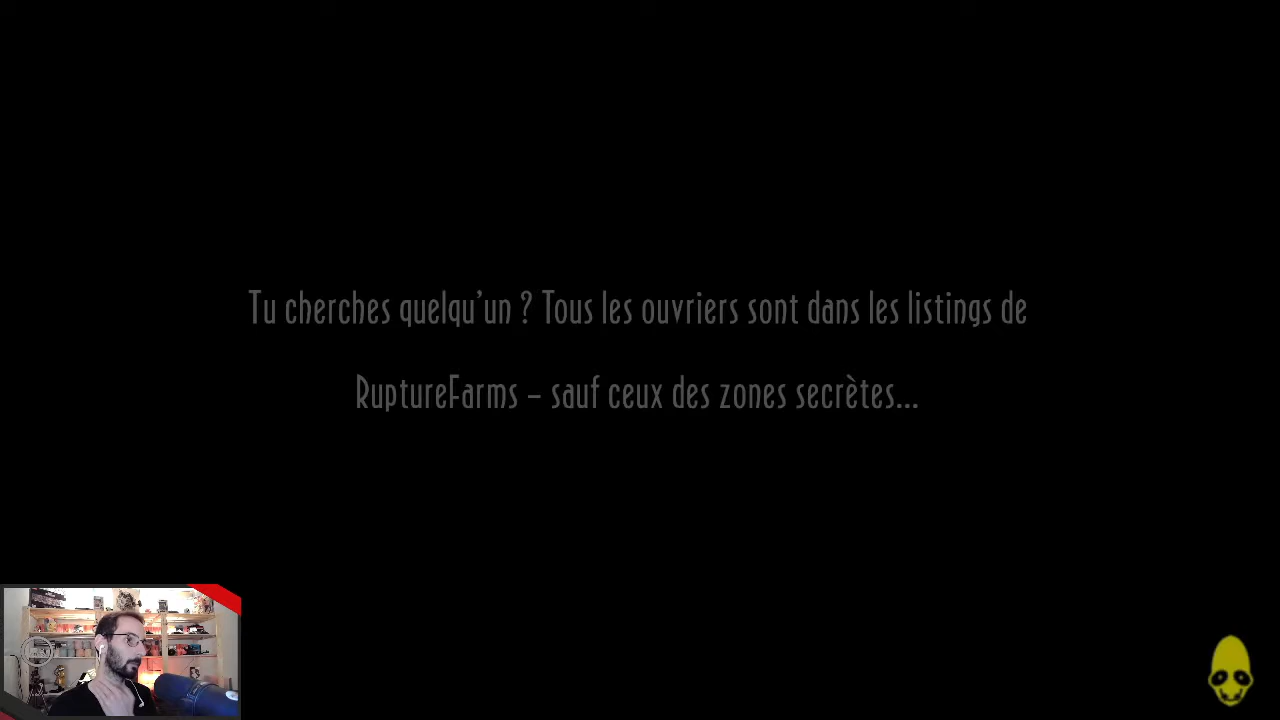 Tu cherches quelqu'un ? Tous les ouvriers sont dans les listings de
RuptureFarms – sauf ceux des zones secrètes...